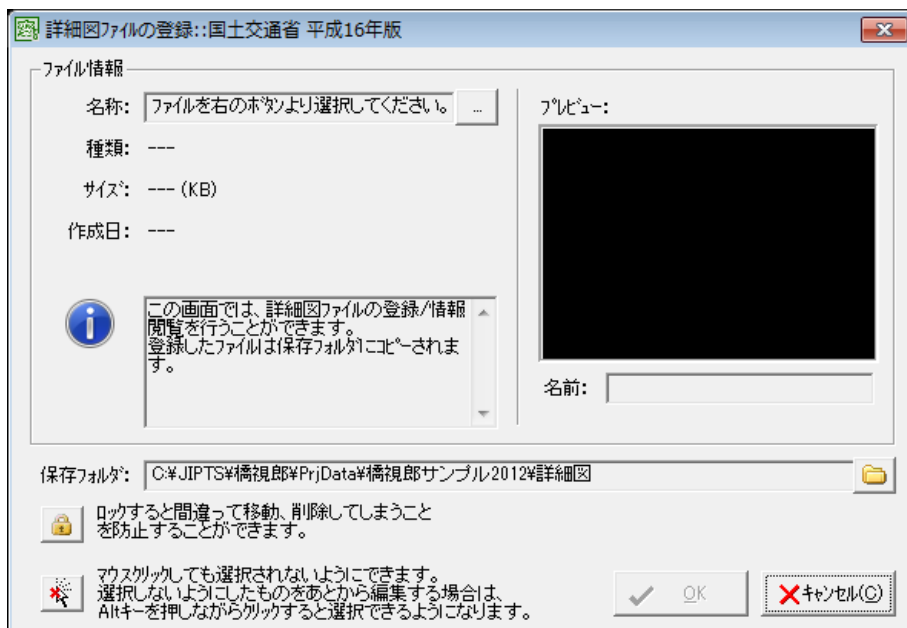 詳細図ファイルの登録::国土交通省 平成16年版
ファイル情報
名称: ファイルを右のボタンより選択してください。 ...
種類: ---
サイズ: --- (KB)
作成日: ---
この画面では、詳細図ファイルの登録/情報
閲覧を行うことができます。
登録したファイルは保存フォルダにコピーされま
す。
プレビュー:
名前:
保存フォルダ: C:¥JIPTS¥橋視郎¥PrjData¥橋視郎サンプル2012¥詳細図
ロックすると間違って移動、削除してしまうこと
を防止することができます。
マウスクリックしても選択されないようにできます。
選択しないようにしたものをあとから編集する場合は、
Altキーを押しながらクリックすると選択できるようになります。
OK
キャンセル(C)